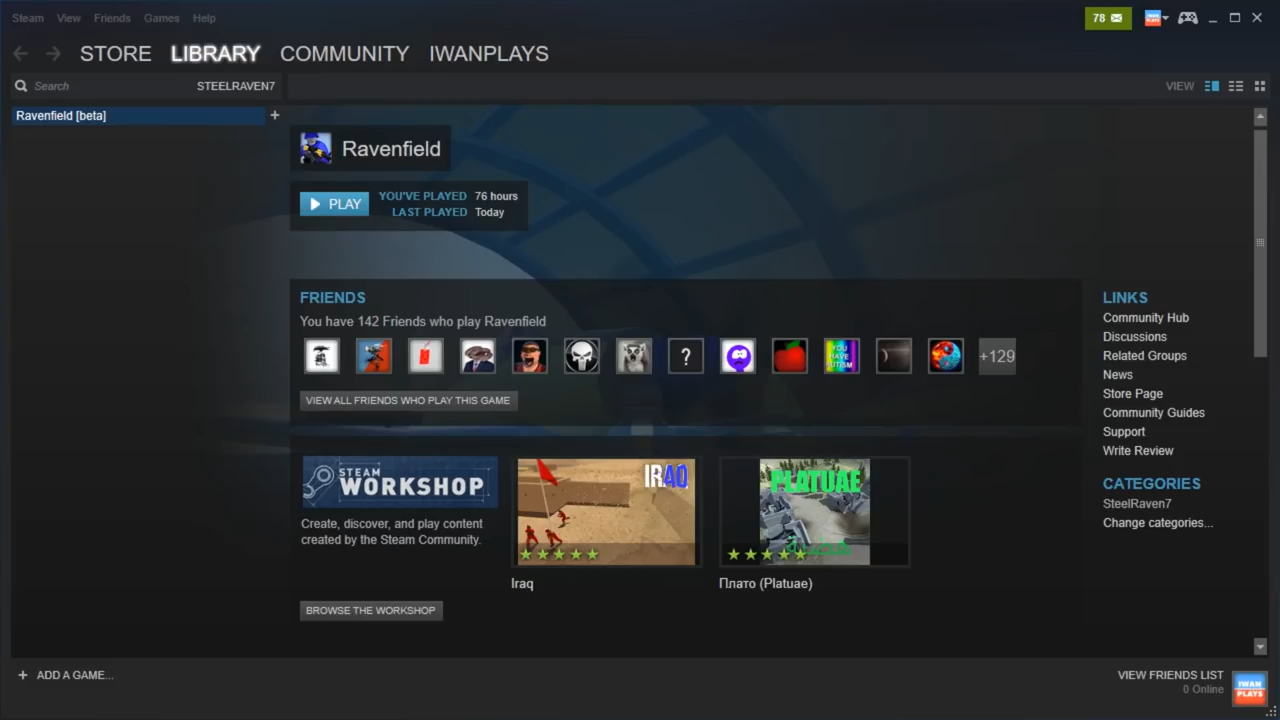 Steam View Friends Games Help
78
STORE LIBRARY COMMUNITY IWANPLAYS
Search
STEELRAVEN7
VIEW
Ravenfield [beta]
+
Ravenfield
PLAY
YOU'VE PLAYED 76 hours
LAST PLAYED Today
FRIENDS
You have 142 Friends who play Ravenfield
?
YOU HAVE
+129
VIEW ALL FRIENDS WHO PLAY THIS GAME
LINKS
Community Hub
Discussions
Related Groups
News
Store Page
Community Guides
Support
Write Review
CATEGORIES
SteelRaven7
Change categories...
STEAM
WORKSHOP
Create, discover, and play content
created by the Steam Community.
BROWSE THE WORKSHOP
IRAQ
Iraq
PLATUAE
Плато (Platuae)
+ ADD A GAME...
VIEW FRIENDS LIST
0 Online
IWAN
PLAYS